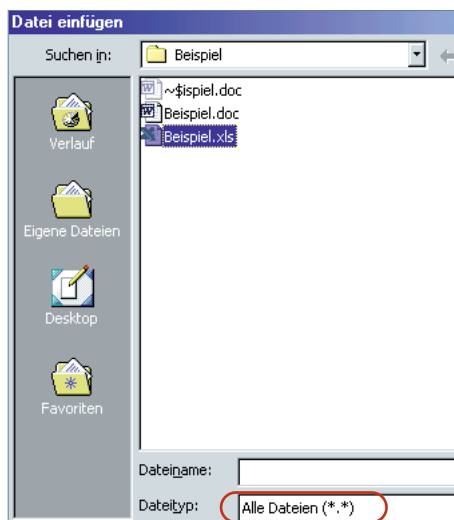 Datei einfügen
Suchen in: Beispiel
~$ispiel.doc
Beispiel.doc
Beispiel.xls
Verlauf
Eigene Dateien
Desktop
Favoriten
Dateiname:
Dateityp: Alle Dateien (*.*)